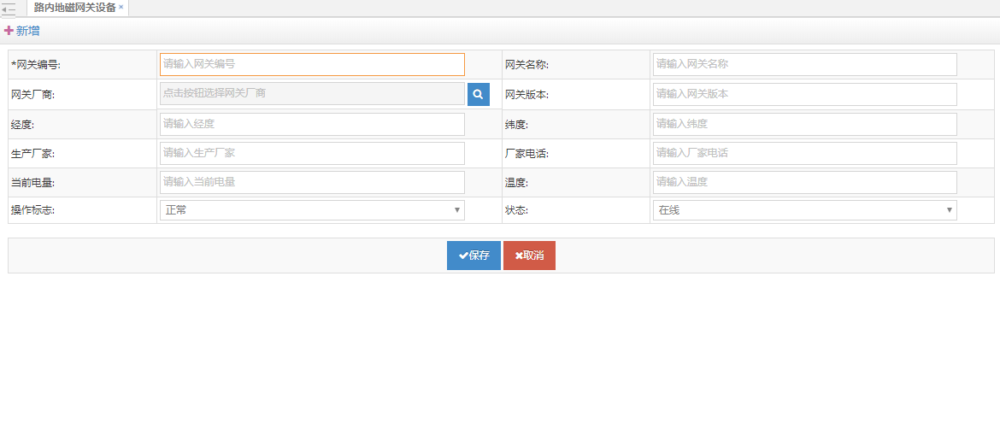 路内地磁网关设备 ×
新增
*网关编号: 请输入网关编号 网关名称: 请输入网关名称
网关厂商: 点击按钮选择网关厂商 网关版本: 请输入网关版本
经度: 请输入经度 纬度: 请输入纬度
生产厂家: 请输入生产厂家 厂家电话: 请输入厂家电话
当前电量: 请输入当前电量 温度: 请输入温度
操作标志: 正常 状态: 在线
保存 取消